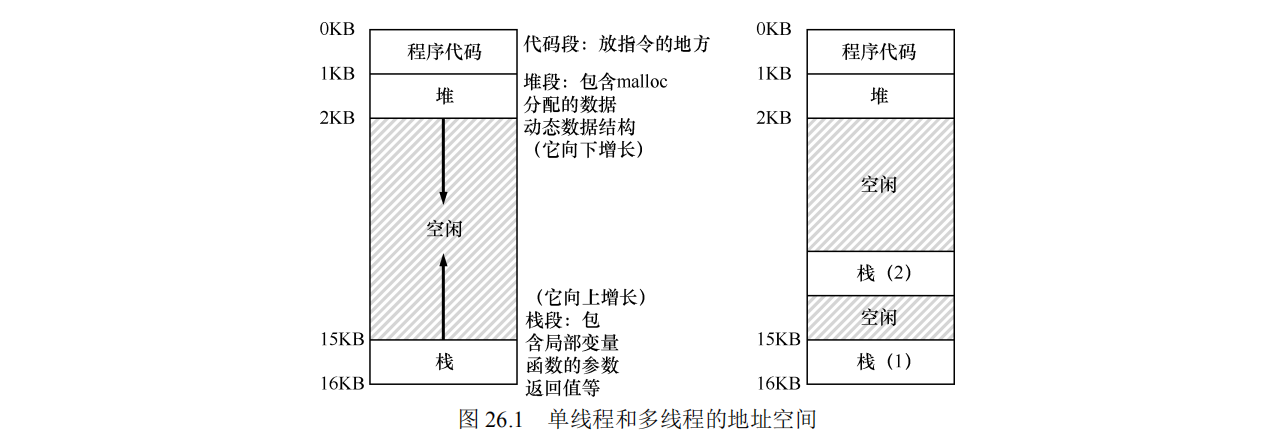 0KB
程序代码
代码段：放指令的地方
1KB
堆
堆段：包含malloc
分配的数据
动态数据结构
（它向下增长）
2KB
空闲
（它向上增长）
栈段：包
含局部变量
函数的参数
返回值等
15KB
栈
16KB
0KB
程序代码
1KB
堆
2KB
空闲
栈（2）
空闲
15KB
栈（1）
16KB
图 26.1 单线程和多线程的地址空间